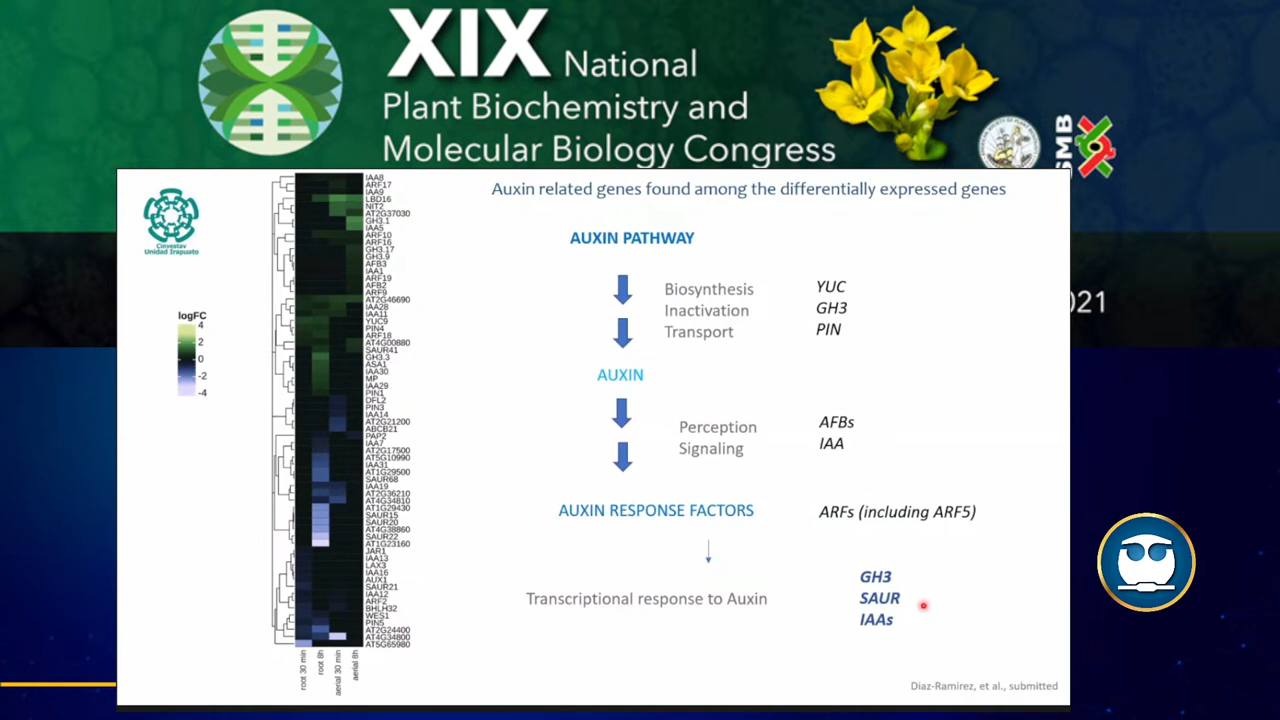 XIX National
Plant Biochemistry and
Molecular Biology Congress
SMB
021
Cinvestav
Unidad Irapuato
Auxin related genes found among the differentially expressed genes
logFC
4
2
0
-2
-4
IAA8
ARF17
IAA9
LBD16
NIT2
AT2G37030
GH3.1
IAA5
ARF10
ARF16
GH3.17
GH3.9
AFB3
IAA1
ARF19
AFB2
ARF9
AT2G46690
IAA28
IAA11
YUC9
PIN4
ARF18
AT4G00880
SAUR41
GH3.3
ASA1
IAA30
MP
IAA29
PIN1
DFL2
PIN3
IAA14
AT2G21200
ABCB21
PAP2
IAA7
AT2G17500
AT5G10990
IAA31
AT1G29500
SAUR68
IAA19
AT2G36210
AT4G34810
AT1G29430
SAUR15
SAUR20
AT4G38860
SAUR22
AT1G23160
JAR1
IAA13
LAX3
IAA16
AUX1
SAUR21
IAA12
ARF2
BHLH32
WES1
PIN5
AT2G24400
AT4G34800
AT5G65980
root 30 min
root 8h
aerial 30 min
aerial 8h
AUXIN PATHWAY
Biosynthesis YUC
Inactivation GH3
Transport PIN
AUXIN
Perception AFBs
Signaling IAA
AUXIN RESPONSE FACTORS ARFs (including ARF5)
GH3
Transcriptional response to Auxin SAUR
IAAs
Díaz-Ramirez, et al., submitted